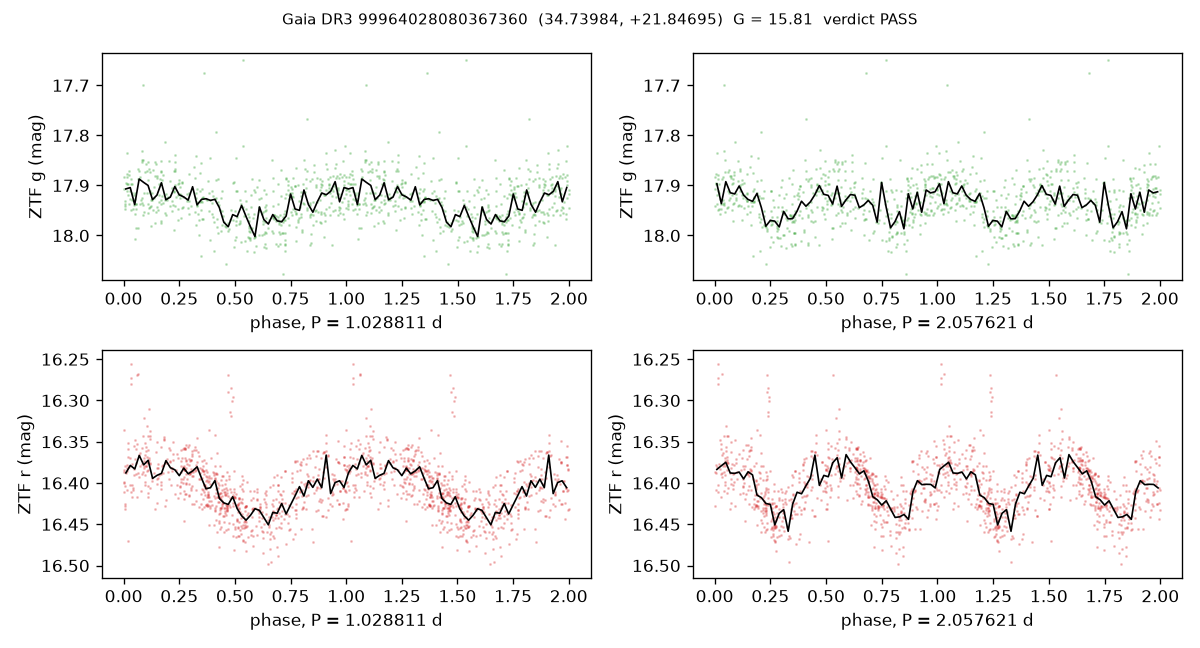 Gaia DR3 99964028080367360  (34.73984, +21.84695)  G = 15.81  verdict PASS
ZTF g (mag)
17.7
17.8
17.9
18.0
0.00 0.25 0.50 0.75 1.00 1.25 1.50 1.75 2.00
phase, P = 1.028811 d
ZTF g (mag)
17.7
17.8
17.9
18.0
0.00 0.25 0.50 0.75 1.00 1.25 1.50 1.75 2.00
phase, P = 2.057621 d
ZTF r (mag)
16.25
16.30
16.35
16.40
16.45
16.50
0.00 0.25 0.50 0.75 1.00 1.25 1.50 1.75 2.00
phase, P = 1.028811 d
ZTF r (mag)
16.25
16.30
16.35
16.40
16.45
16.50
0.00 0.25 0.50 0.75 1.00 1.25 1.50 1.75 2.00
phase, P = 2.057621 d